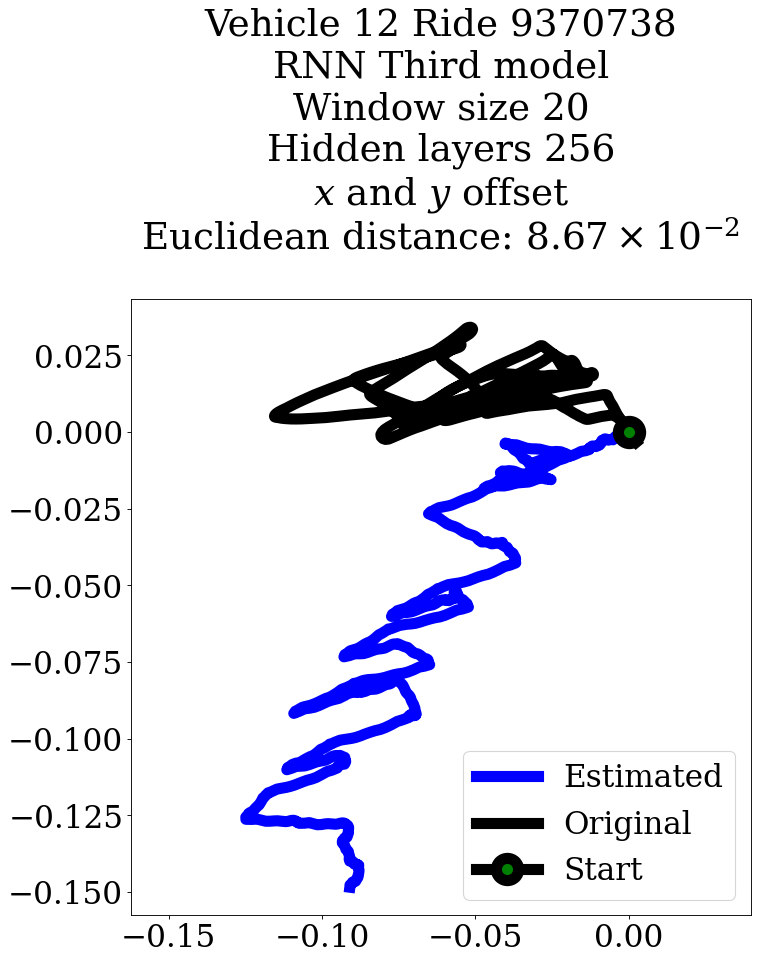 Vehicle 12 Ride 9370738
RNN Third model
Window size 20
Hidden layers 256
x and y offset
Euclidean distance: 8.67 × 10⁻²
0.025
0.000
−0.025
−0.050
−0.075
−0.100
−0.125
−0.150
Estimated
Original
Start
−0.15 −0.10 −0.05 0.00